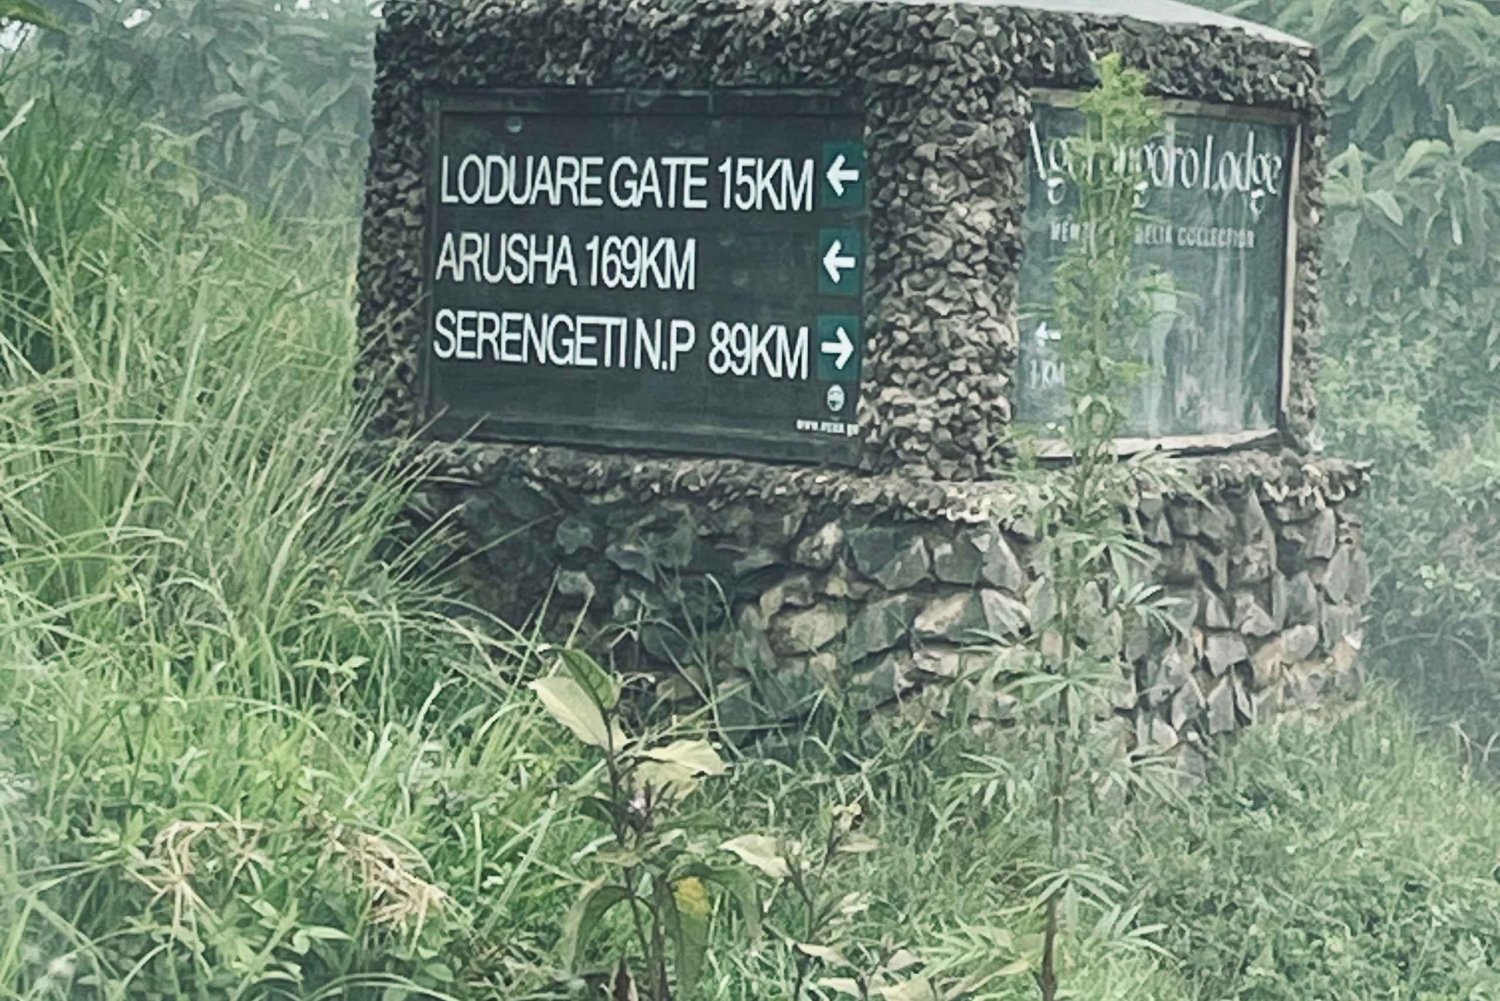 LODUARE GATE 15KM ←
ARUSHA 169KM ←
SERENGETI N.P 89KM →
Lodge
COLLECTION
←